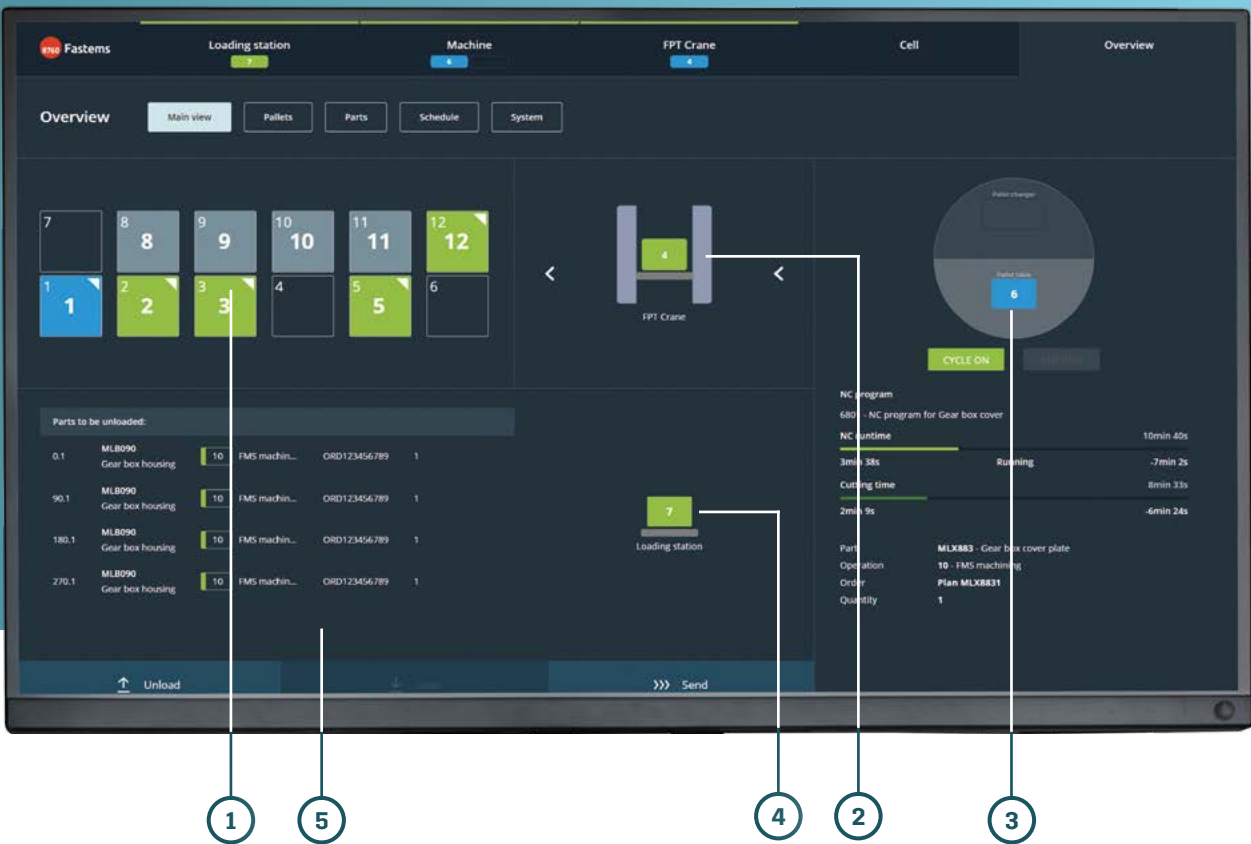 8760 Fastems
Loading station
7
Machine
6
FPT Crane
4
Cell
Overview
Overview
Main view
Pallets
Parts
Schedule
System
7
8 8
9 9
10 10
11 11
12 12
1 1
2 2
3 3
4
5 5
6
4
FPT Crane
Pallet changer
Pallet table
6
CYCLE ON
NC program
6801 - NC program for Gear box cover
NC runtime 10min 40s
3min 38s Running -7min 2s
Cutting time 8min 33s
2min 9s -6min 24s
Part MLX883 - Gear box cover plate
Operation 10 - FMS machining
Order Plan MLX8831
Quantity 1
Parts to be unloaded:
0.1 MLB090 Gear box housing 10 FMS machin... ORD123456789 1
90.1 MLB090 Gear box housing 10 FMS machin... ORD123456789 1
180.1 MLB090 Gear box housing 10 FMS machin... ORD123456789 1
270.1 MLB090 Gear box housing 10 FMS machin... ORD123456789 1
7
Loading station
Unload
Send
1
5
4
2
3